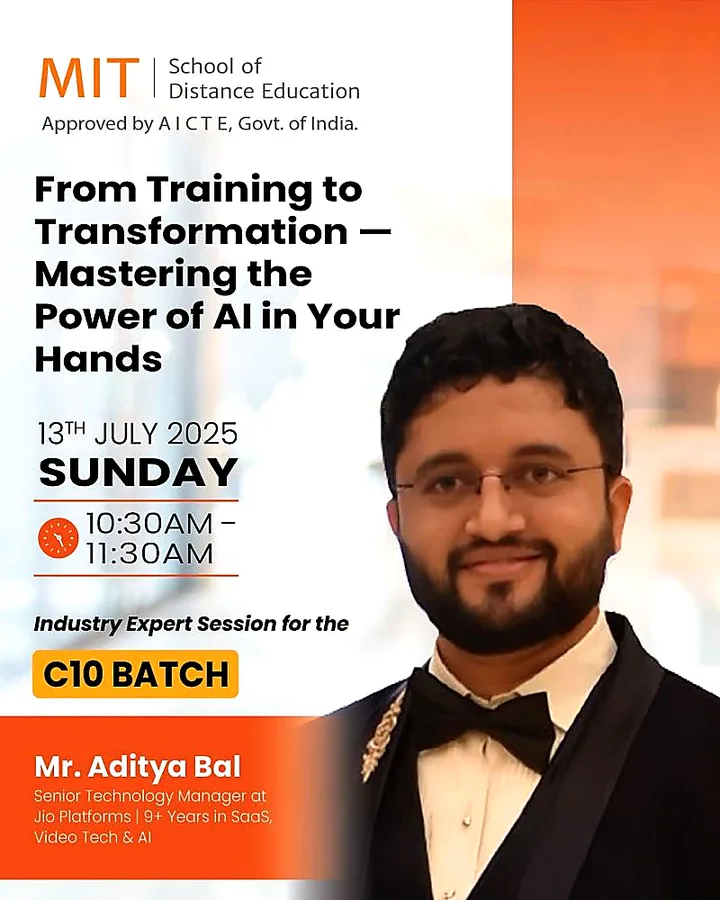 MIT
School of
Distance Education
Approved by A I C T E, Govt. of India.
From Training to
Transformation —
Mastering the
Power of AI in Your
Hands
13TH JULY 2025
SUNDAY
10:30AM –
11:30AM
Industry Expert Session for the
C10 BATCH
Mr. Aditya Bal
Senior Technology Manager at
Jio Platforms | 9+ Years in SaaS,
Video Tech & AI